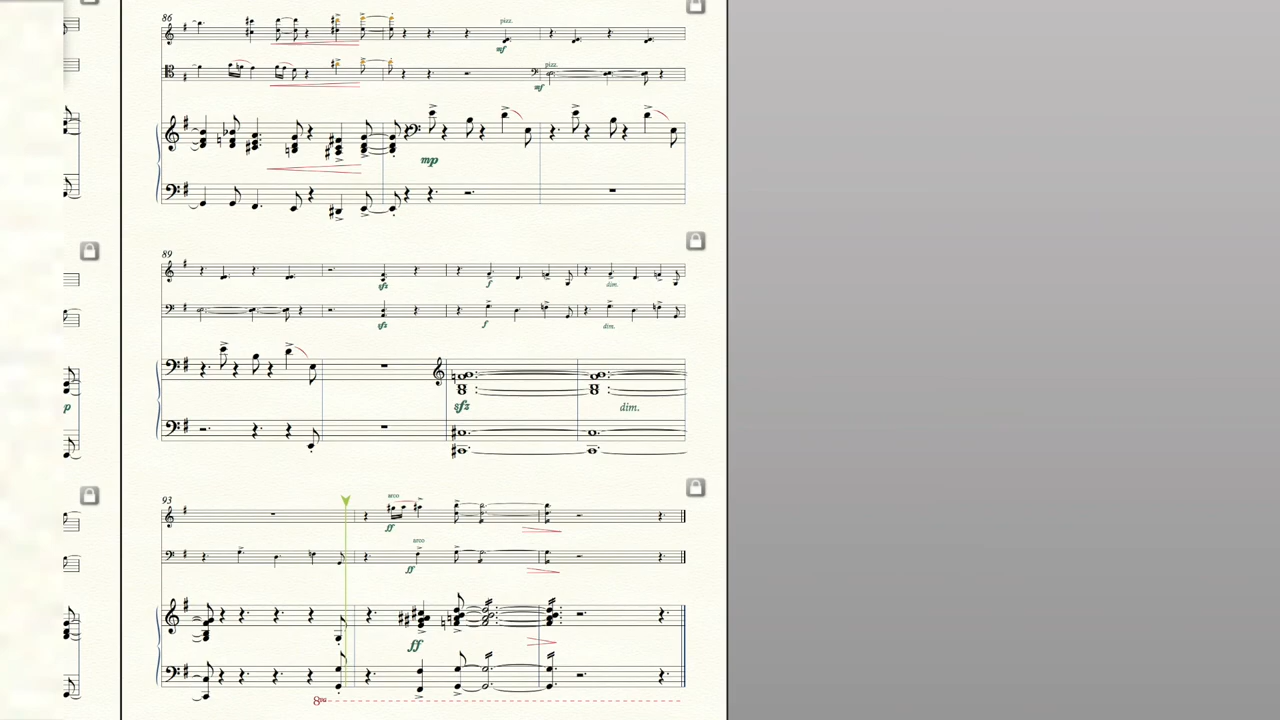 86
pizz.
mf
pizz.
mf
mp
89
sfz
f
dim.
sfz
f
dim.
p
sfz
dim.
93
arco
ff
arco
ff
ff
8va